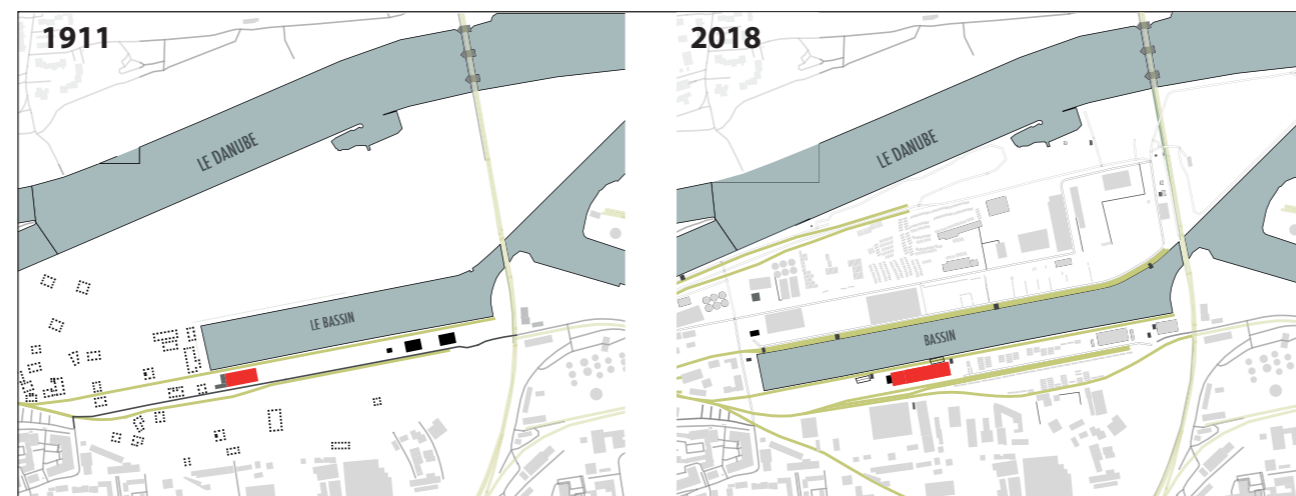 1911
LE DANUBE
LE BASSIN
2018
LE DANUBE
BASSIN